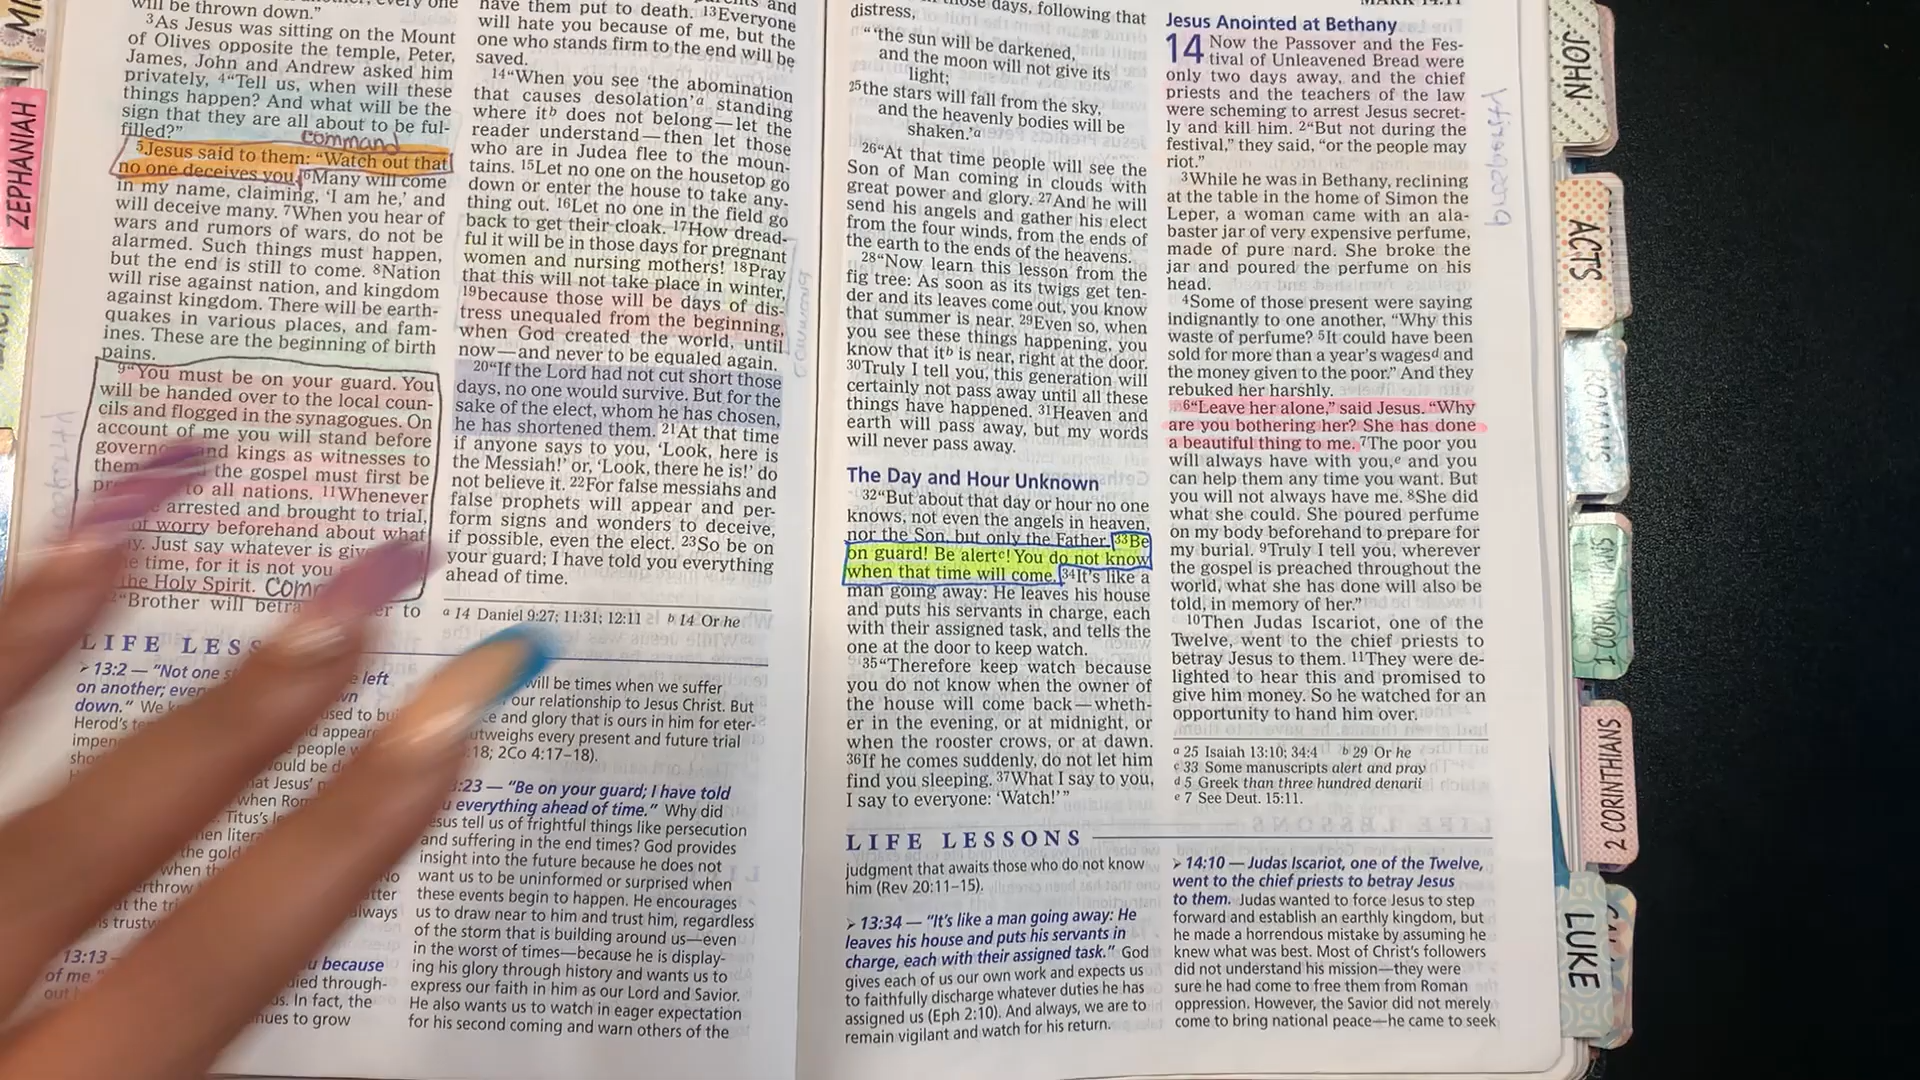 will be thrown down."
3As Jesus was sitting on the Mount
of Olives opposite the temple, Peter,
James, John and Andrew asked him
privately, 4"Tell us, when will these
things happen? And what will be the
sign that they are all about to be ful-
filled?"
command
5Jesus said to them: "Watch out that
no one deceives you. 6Many will come
in my name, claiming, 'I am he,' and
will deceive many. 7When you hear of
wars and rumors of wars, do not be
alarmed. Such things must happen,
but the end is still to come. 8Nation
will rise against nation, and kingdom
against kingdom. There will be earth-
quakes in various places, and fam-
ines. These are the beginning of birth
pains.
9"You must be on your guard. You
will be handed over to the local coun-
cils and flogged in the synagogues. On
account of me you will stand before
and kings as witnesses to
them the gospel must first be
to all nations. 11Whenever
arrested and brought to trial,
worry beforehand about what
Just say whatever is
time, for it is not you
the Holy Spirit.
"Brother will to
LIFE
13:2 — "Not one left
on another;
down." We
13:13
because
In fact, the
to grow
have them put to death. 13Everyone
will hate you because of me, but the
one who stands firm to the end will be
saved.
14"When you see 'the abomination
that causes desolation'a standing
where itb does not belong—let the
reader understand—then let those
who are in Judea flee to the moun-
tains. 15Let no one on the housetop go
down or enter the house to take any-
thing out. 16Let no one in the field go
back to get their cloak. 17How dread-
ful it will be in those days for pregnant
women and nursing mothers! 18Pray
that this will not take place in winter,
19because those will be days of dis-
tress unequaled from the beginning,
when God created the world, until
now—and never to be equaled again.
20"If the Lord had not cut short those
days, no one would survive. But for the
sake of the elect, whom he has chosen,
he has shortened them. 21At that time
if anyone says to you, 'Look, here is
the Messiah!' or, 'Look, there he is!' do
not believe it. 22For false messiahs and
false prophets will appear and per-
form signs and wonders to deceive,
if possible, even the elect. 23So be on
your guard; I have told you everything
ahead of time.
a 14 Daniel 9:27; 11:31; 12:11 b 14 Or he
will be times when we suffer
our relationship to Jesus Christ. But
and glory that is ours in him for eter-
outweighs every present and future trial
:18; 2Co 4:17–18).
:23 — "Be on your guard; I have told
everything ahead of time." Why did
Jesus tell us of frightful things like persecution
and suffering in the end times? God provides
insight into the future because he does not
want us to be uninformed or surprised when
these events begin to happen. He encourages
us to draw near to him and trust him, regardless
of the storm that is building around us—even
in the worst of times—because he is display-
ing his glory through history and wants us to
express our faith in him as our Lord and Savior.
He also wants us to watch in eager expectation
for his second coming and warn others of the
those days, following that
distress,
"'the sun will be darkened,
and the moon will not give its
light;
25the stars will fall from the sky,
and the heavenly bodies will be
shaken.'a
26"At that time people will see the
Son of Man coming in clouds with
great power and glory. 27And he will
send his angels and gather his elect
from the four winds, from the ends of
the earth to the ends of the heavens.
28"Now learn this lesson from the
fig tree: As soon as its twigs get ten-
der and its leaves come out, you know
that summer is near. 29Even so, when
you see these things happening, you
know that itb is near, right at the door.
30Truly I tell you, this generation will
certainly not pass away until all these
things have happened. 31Heaven and
earth will pass away, but my words
will never pass away.
The Day and Hour Unknown
32"But about that day or hour no one
knows, not even the angels in heaven,
nor the Son, but only the Father. 33Be
on guard! Be alertc! You do not know
when that time will come. 34It's like a
man going away: He leaves his house
and puts his servants in charge, each
with their assigned task, and tells the
one at the door to keep watch.
35"Therefore keep watch because
you do not know when the owner of
the house will come back—wheth-
er in the evening, or at midnight, or
when the rooster crows, or at dawn.
36If he comes suddenly, do not let him
find you sleeping. 37What I say to you,
I say to everyone: 'Watch!'"
LIFE LESSONS
judgment that awaits those who do not know
him (Rev 20:11–15).
➢ 13:34 — "It's like a man going away: He
leaves his house and puts his servants in
charge, each with their assigned task." God
gives each of us our own work and expects us
to faithfully discharge whatever duties he has
assigned us (Eph 2:10). And always, we are to
remain vigilant and watch for his return.
Jesus Anointed at Bethany
14 Now the Passover and the Fes-
tival of Unleavened Bread were
only two days away, and the chief
priests and the teachers of the law
were scheming to arrest Jesus secret-
ly and kill him. 2"But not during the
festival," they said, "or the people may
riot."
3While he was in Bethany, reclining
at the table in the home of Simon the
Leper, a woman came with an ala-
baster jar of very expensive perfume,
made of pure nard. She broke the
jar and poured the perfume on his
head.
4Some of those present were saying
indignantly to one another, "Why this
waste of perfume? 5It could have been
sold for more than a year's wagesd and
the money given to the poor." And they
rebuked her harshly.
6"Leave her alone," said Jesus. "Why
are you bothering her? She has done
a beautiful thing to me. 7The poor you
will always have with you,e and you
can help them any time you want. But
you will not always have me. 8She did
what she could. She poured perfume
on my body beforehand to prepare for
my burial. 9Truly I tell you, wherever
the gospel is preached throughout the
world, what she has done will also be
told, in memory of her."
10Then Judas Iscariot, one of the
Twelve, went to the chief priests to
betray Jesus to them. 11They were de-
lighted to hear this and promised to
give him money. So he watched for an
opportunity to hand him over.
a 25 Isaiah 13:10; 34:4 b 29 Or he
c 33 Some manuscripts alert and pray
d 5 Greek than three hundred denarii
e 7 See Deut. 15:11.
➢ 14:10 — Judas Iscariot, one of the Twelve,
went to the chief priests to betray Jesus
to them. Judas wanted to force Jesus to step
forward and establish an earthly kingdom, but
he made a horrendous mistake by assuming he
knew what was best. Most of Christ's followers
did not understand his mission—they were
sure he had come to free them from Roman
oppression. However, the Savior did not merely
come to bring national peace—he came to seek
ZEPHANIAH
JOHN
ACTS
ROMANS
1 CORINTHIANS
2 CORINTHIANS
LUKE